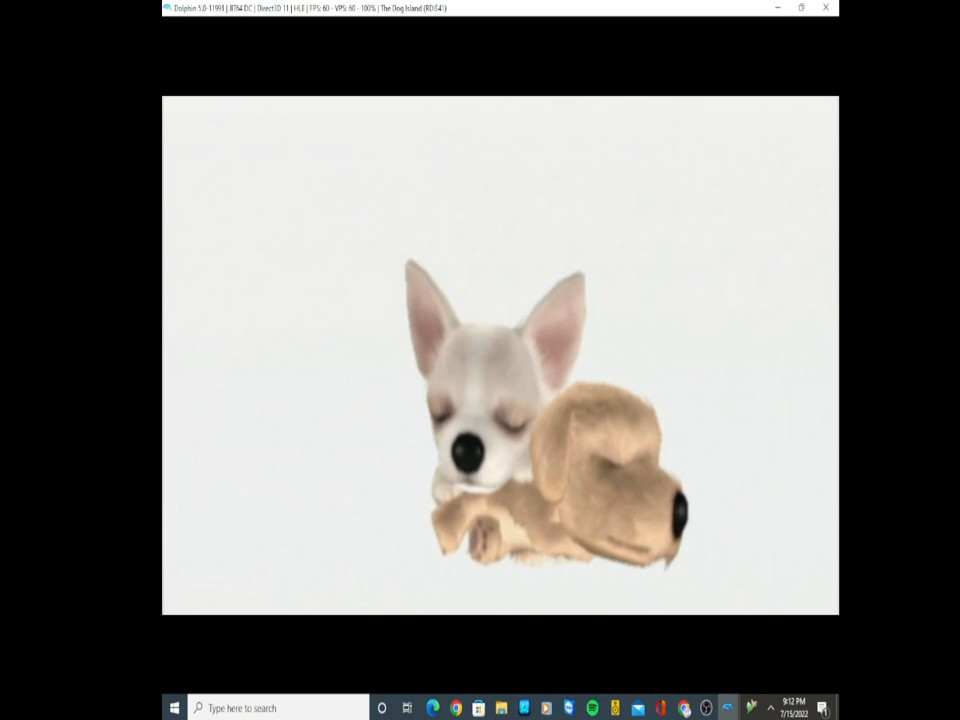 Dolphin 5.0-11991 | JIT64 DC | Direct3D 11 | HLE | FPS: 60 - VPS: 60 - 100% | The Dog Island (RDIE41)
Type here to search
9:12 PM
7/15/2022